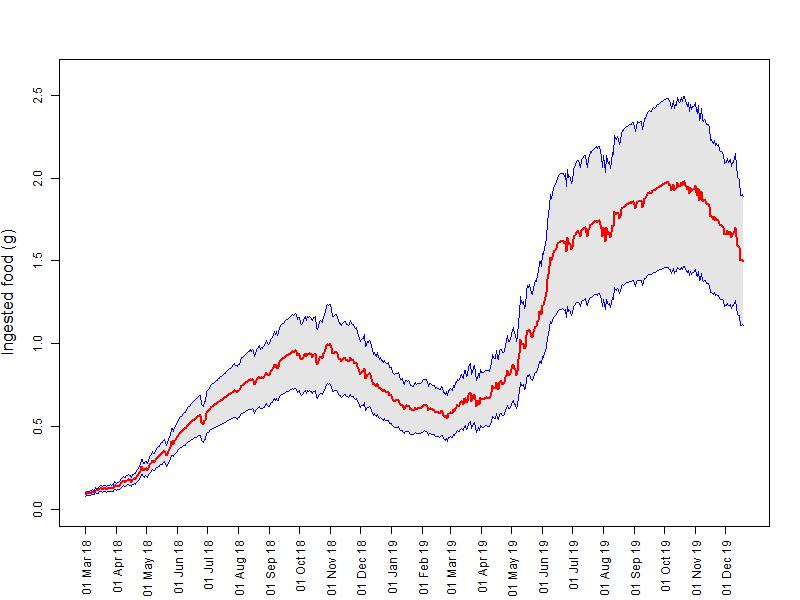 Ingested food (g)
2.5
2.0
1.5
1.0
0.5
0.0
01 Mar 18
01 Apr 18
01 May 18
01 Jun 18
01 Jul 18
01 Aug 18
01 Sep 18
01 Oct 18
01 Nov 18
01 Dec 18
01 Jan 19
01 Feb 19
01 Mar 19
01 Apr 19
01 May 19
01 Jun 19
01 Jul 19
01 Aug 19
01 Sep 19
01 Oct 19
01 Nov 19
01 Dec 19